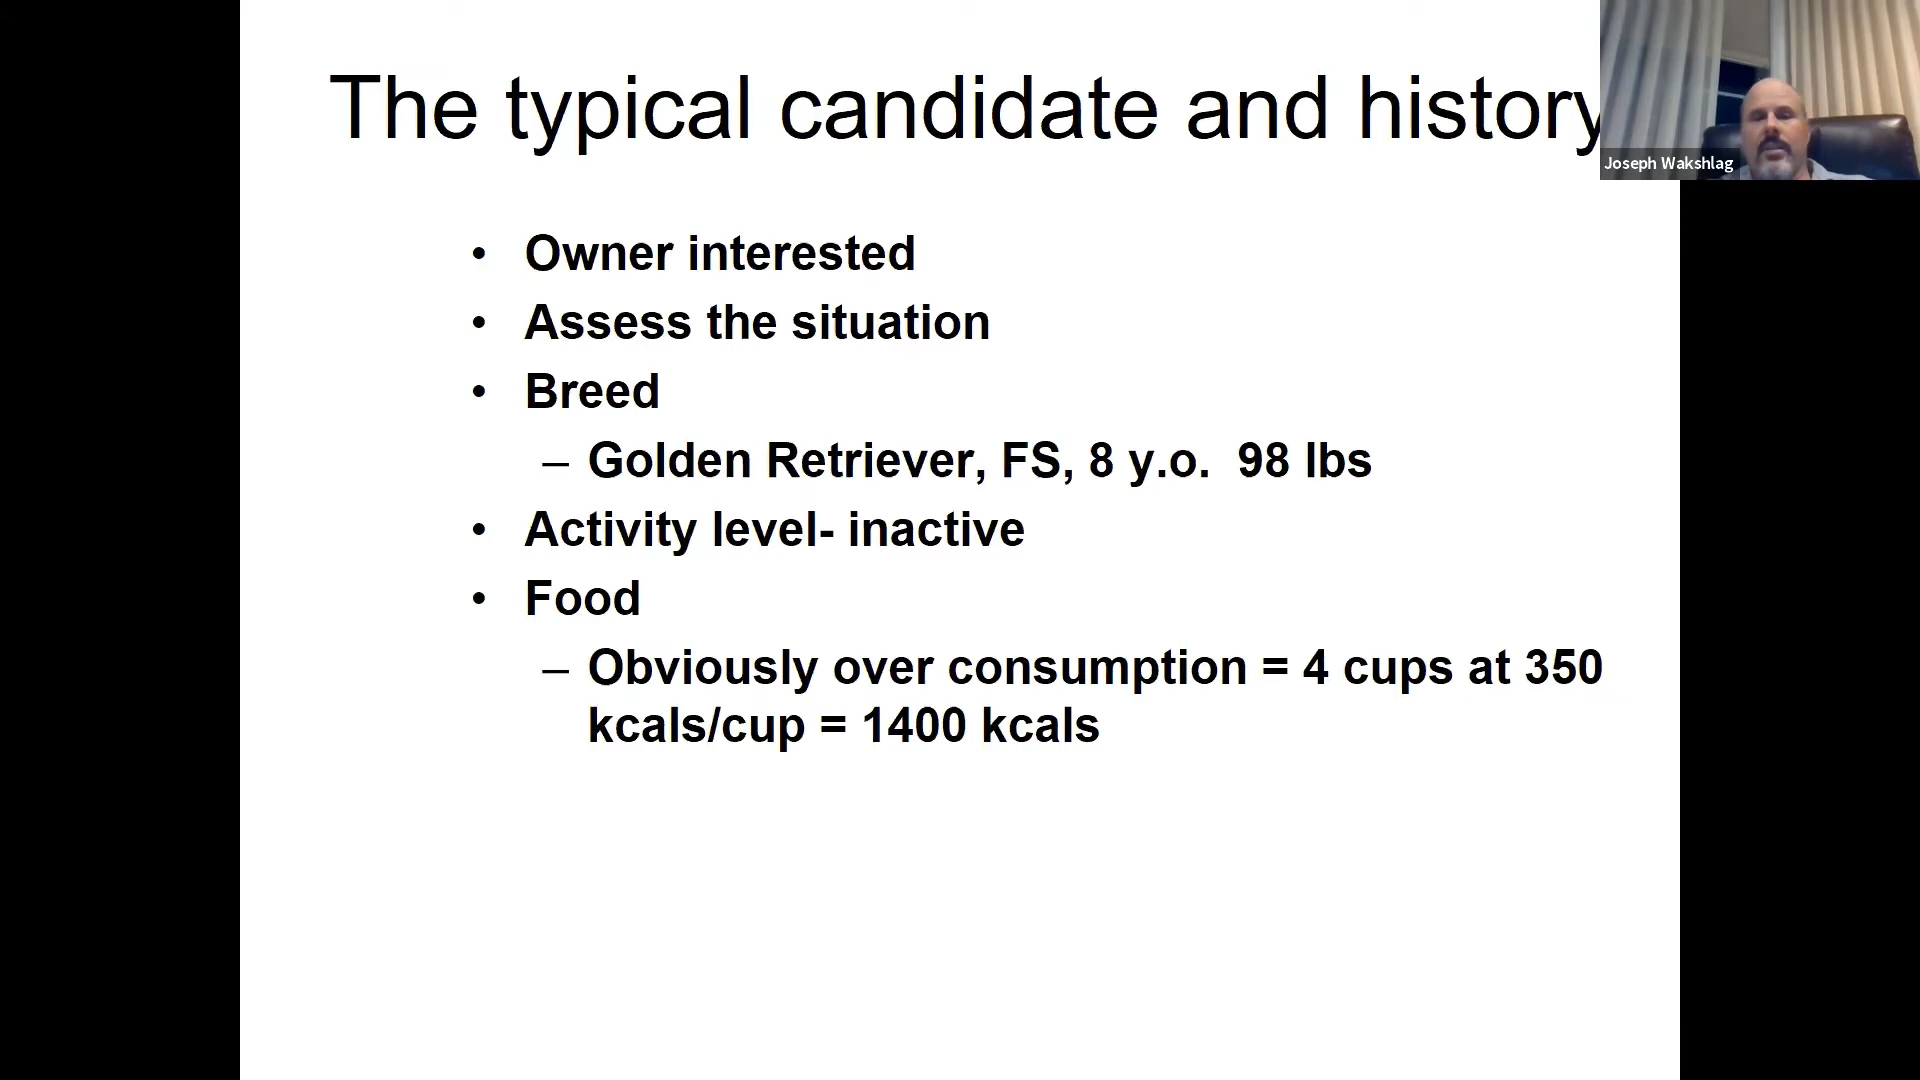 The typical candidate and history
Joseph Wakshlag
• Owner interested
• Assess the situation
• Breed
– Golden Retriever, FS, 8 y.o.  98 lbs
• Activity level- inactive
• Food
– Obviously over consumption = 4 cups at 350
kcals/cup = 1400 kcals